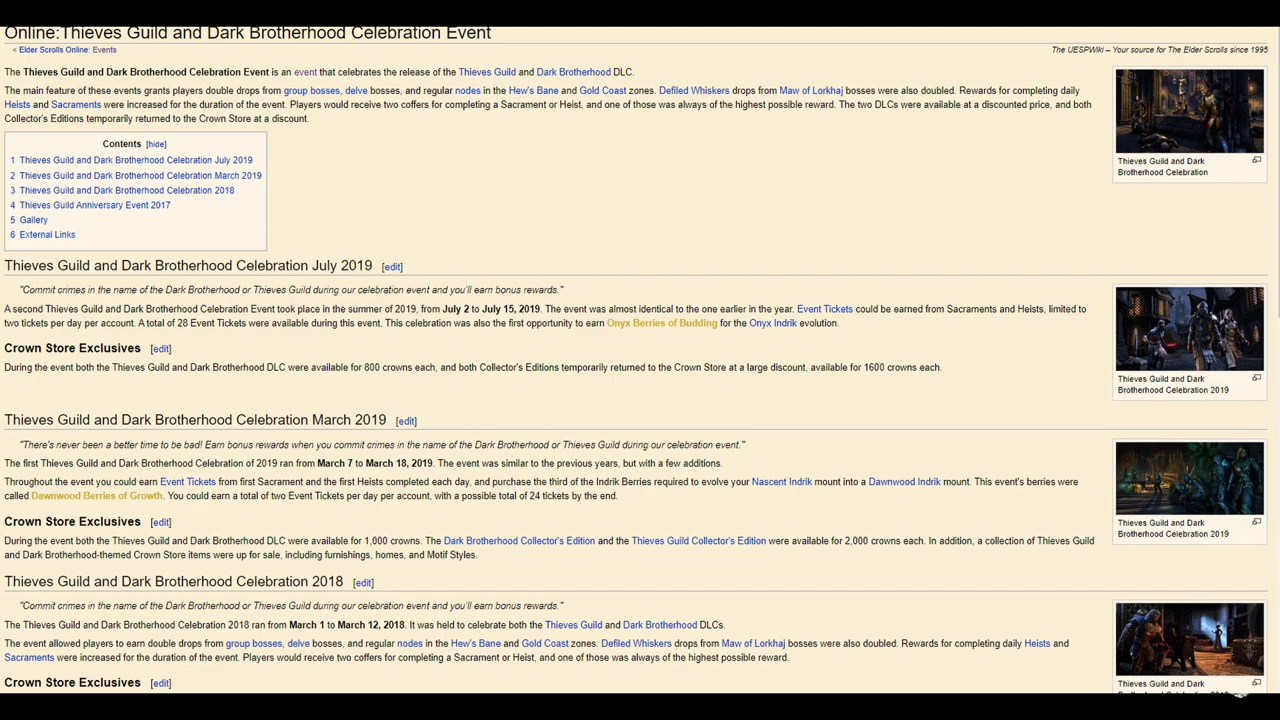 Online:Thieves Guild and Dark Brotherhood Celebration Event
< Elder Scrolls Online: Events
The UESPWiki – Your source for The Elder Scrolls since 1995
The Thieves Guild and Dark Brotherhood Celebration Event is an event that celebrates the release of the Thieves Guild and Dark Brotherhood DLC.
The main feature of these events grants players double drops from group bosses, delve bosses, and regular nodes in the Hew's Bane and Gold Coast zones. Defiled Whiskers drops from Maw of Lorkhaj bosses were also doubled. Rewards for completing daily
Heists and Sacraments were increased for the duration of the event. Players would receive two coffers for completing a Sacrament or Heist, and one of those was always of the highest possible reward. The two DLCs were available at a discounted price, and both
Collector's Editions temporarily returned to the Crown Store at a discount.
Thieves Guild and Dark
Brotherhood Celebration
Contents [hide]
1 Thieves Guild and Dark Brotherhood Celebration July 2019
2 Thieves Guild and Dark Brotherhood Celebration March 2019
3 Thieves Guild and Dark Brotherhood Celebration 2018
4 Thieves Guild Anniversary Event 2017
5 Gallery
6 External Links
Thieves Guild and Dark Brotherhood Celebration July 2019 [edit]
"Commit crimes in the name of the Dark Brotherhood or Thieves Guild during our celebration event and you'll earn bonus rewards."
A second Thieves Guild and Dark Brotherhood Celebration Event took place in the summer of 2019, from July 2 to July 15, 2019. The event was almost identical to the one earlier in the year. Event Tickets could be earned from Sacraments and Heists, limited to
two tickets per day per account. A total of 28 Event Tickets were available during this event. This celebration was also the first opportunity to earn Onyx Berries of Budding for the Onyx Indrik evolution.
Crown Store Exclusives [edit]
During the event both the Thieves Guild and Dark Brotherhood DLC were available for 800 crowns each, and both Collector's Editions temporarily returned to the Crown Store at a large discount, available for 1600 crowns each.
Thieves Guild and Dark
Brotherhood Celebration 2019
Thieves Guild and Dark Brotherhood Celebration March 2019 [edit]
"There's never been a better time to be bad! Earn bonus rewards when you commit crimes in the name of the Dark Brotherhood or Thieves Guild during our celebration event."
The first Thieves Guild and Dark Brotherhood Celebration of 2019 ran from March 7 to March 18, 2019. The event was similar to the previous years, but with a few additions.
Throughout the event you could earn Event Tickets from first Sacrament and the first Heists completed each day, and purchase the third of the Indrik Berries required to evolve your Nascent Indrik mount into a Dawnwood Indrik mount. This event's berries were
called Dawnwood Berries of Growth. You could earn a total of two Event Tickets per day per account, with a possible total of 24 tickets by the end.
Crown Store Exclusives [edit]
During the event both the Thieves Guild and Dark Brotherhood DLC were available for 1,000 crowns. The Dark Brotherhood Collector's Edition and the Thieves Guild Collector's Edition were available for 2,000 crowns each. In addition, a collection of Thieves Guild
and Dark Brotherhood-themed Crown Store items were up for sale, including furnishings, homes, and Motif Styles.
Thieves Guild and Dark
Brotherhood Celebration 2019
Thieves Guild and Dark Brotherhood Celebration 2018 [edit]
"Commit crimes in the name of the Dark Brotherhood or Thieves Guild during our celebration event and you'll earn bonus rewards."
The Thieves Guild and Dark Brotherhood Celebration 2018 ran from March 1 to March 12, 2018. It was held to celebrate both the Thieves Guild and Dark Brotherhood DLCs.
The event allowed players to earn double drops from group bosses, delve bosses, and regular nodes in the Hew's Bane and Gold Coast zones. Defiled Whiskers drops from Maw of Lorkhaj bosses were also doubled. Rewards for completing daily Heists and
Sacraments were increased for the duration of the event. Players would receive two coffers for completing a Sacrament or Heist, and one of those was always of the highest possible reward.
Crown Store Exclusives [edit]
Thieves Guild and Dark